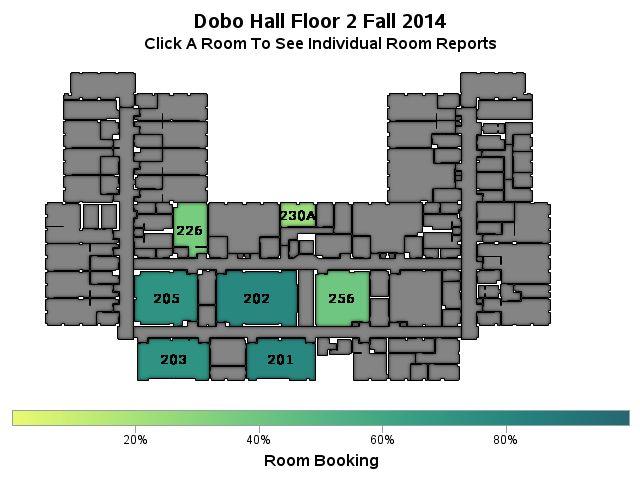 Dobo Hall Floor 2 Fall 2014
Click A Room To See Individual Room Reports
230A
226
205
202
256
203
201
20%
40%
60%
80%
Room Booking